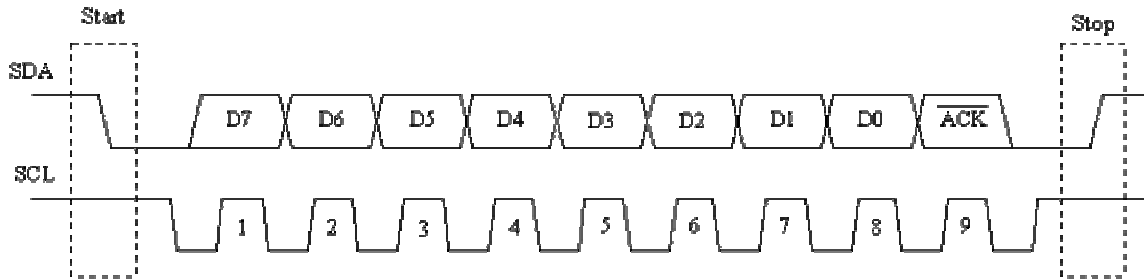 Start
Stop
SDA
D7 D6 D5 D4 D3 D2 D1 D0 ACK
SCL
1 2 3 4 5 6 7 8 9